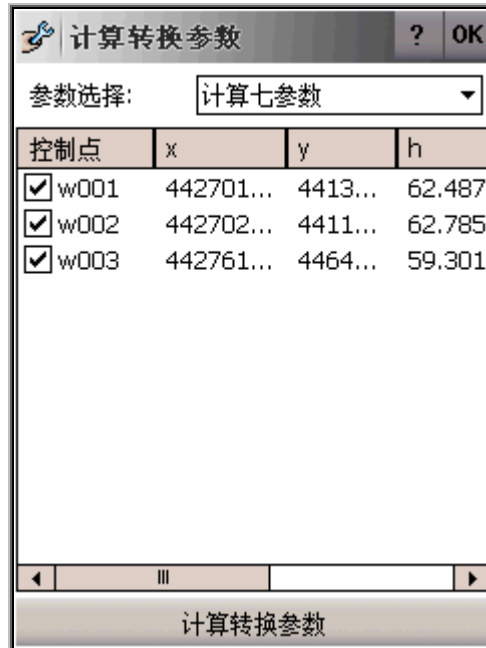 计算转换参数 ? OK
参数选择: 计算七参数
控制点 x y h
w001 442701... 4413... 62.487
w002 442702... 4411... 62.785
w003 442761... 4464... 59.301
计算转换参数